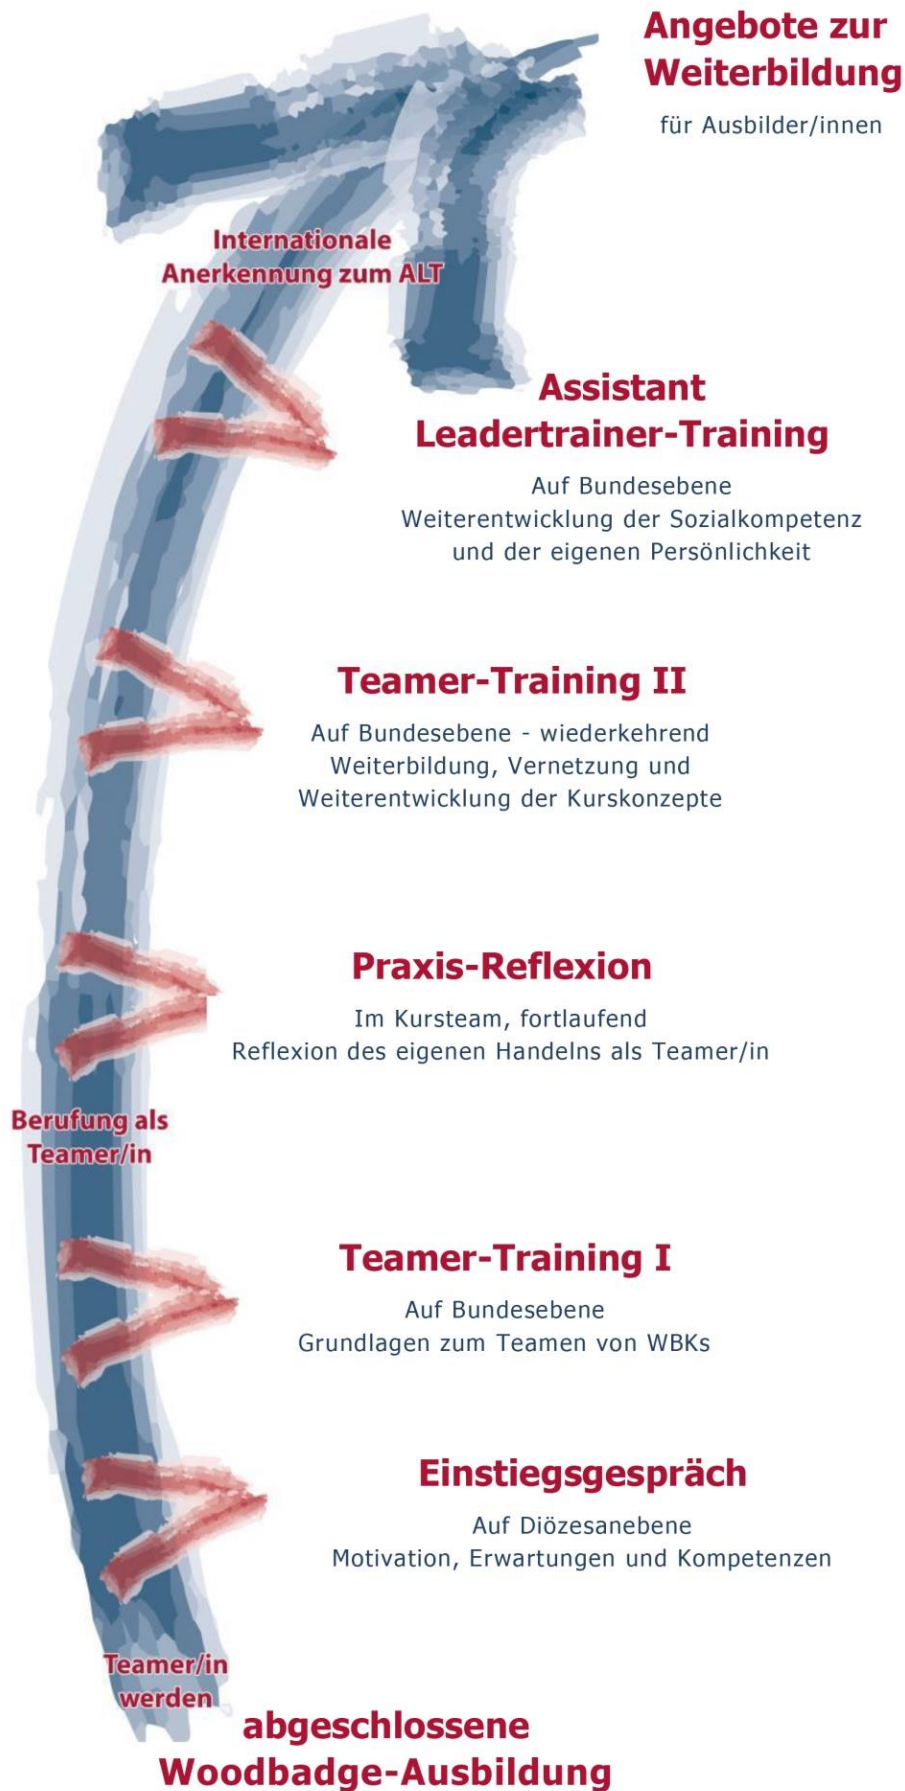 Angebote zur
Weiterbildung
für Ausbilder/innen
Internationale
Anerkennung zum ALT
Assistant
Leadertrainer-Training
Auf Bundesebene
Weiterentwicklung der Sozialkompetenz
und der eigenen Persönlichkeit
Teamer-Training II
Auf Bundesebene - wiederkehrend
Weiterbildung, Vernetzung und
Weiterentwicklung der Kurskonzepte
Praxis-Reflexion
Im Kursteam, fortlaufend
Reflexion des eigenen Handelns als Teamer/in
Berufung als
Teamer/in
Teamer-Training I
Auf Bundesebene
Grundlagen zum Teamen von WBKs
Einstiegsgespräch
Auf Diözesanebene
Motivation, Erwartungen und Kompetenzen
Teamer/in
werden
abgeschlossene
Woodbadge-Ausbildung